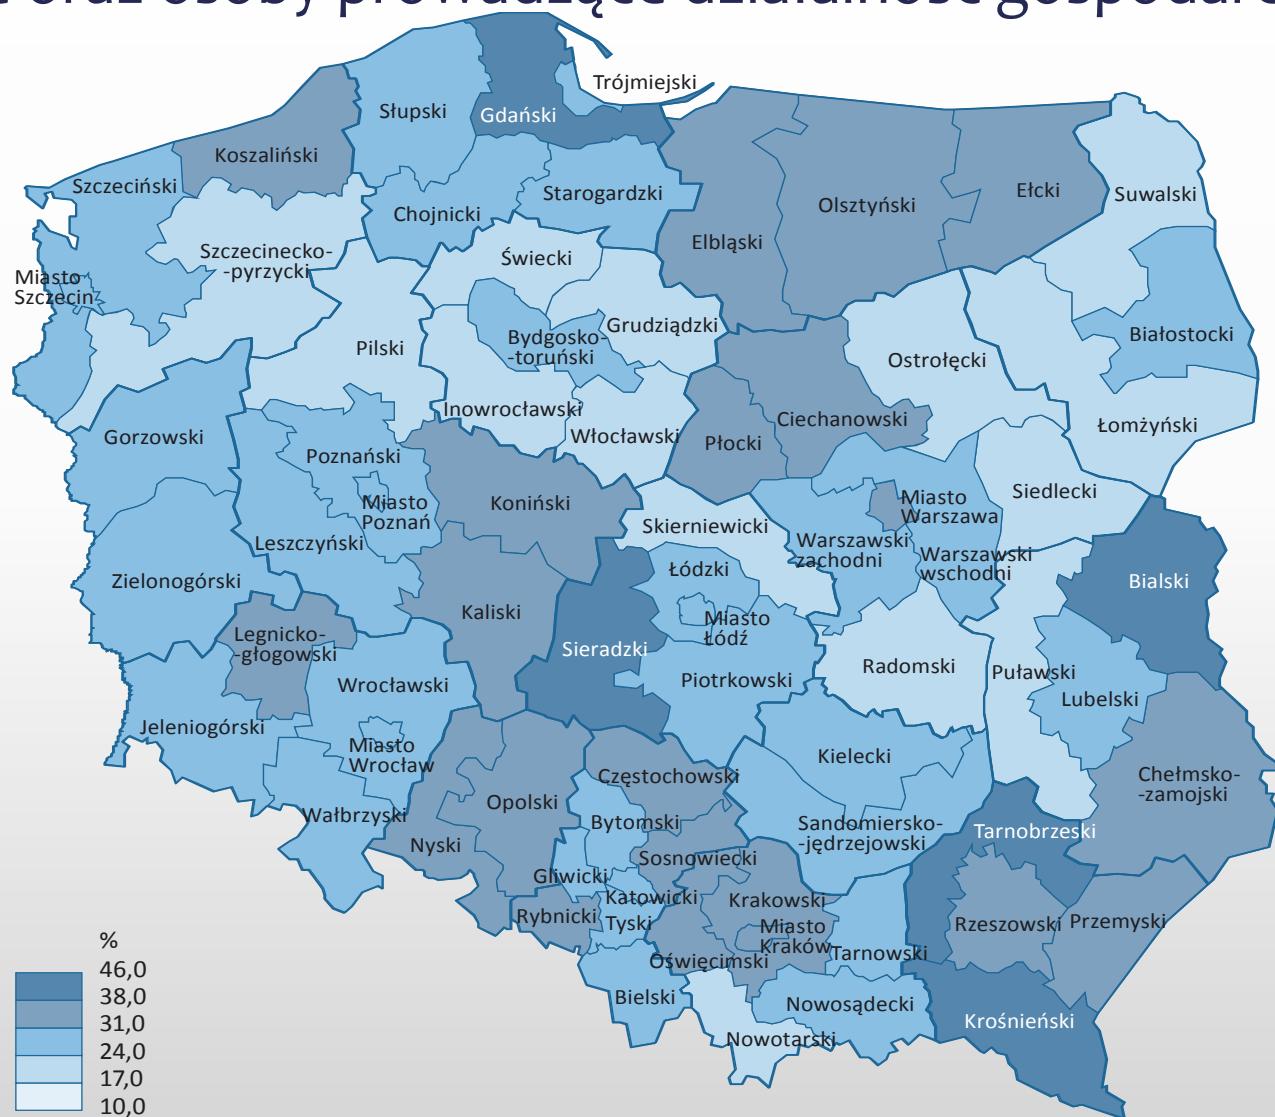 oraz osoby prowadzące działalność gospodar
Trójmiejski
Słupski
Gdański
Koszaliński
Szczeciński
Starogardzki
Ełcki
Suwalski
Chojnicki
Olsztyński
Elbląski
Szczecinecko-
-pyrzycki
Świecki
Miasto
Szczecin
Grudziądzki
Bydgosko-
-toruński
Białostocki
Pilski
Ostrołęcki
Inowrocławski
Ciechanowski
Łomżyński
Gorzowski
Włocławski
Płocki
Poznański
Siedlecki
Miasto
Poznań
Koniński
Miasto
Warszawa
Skierniewicki
Leszczyński
Warszawski
zachodni
Warszawski
wschodni
Zielonogórski
Łódzki
Bialski
Kaliski
Miasto
Łódź
Legnicko-
-głogowski
Sieradzki
Radomski
Puławski
Wrocławski
Piotrkowski
Lubelski
Jeleniogórski
Miasto
Wrocław
Kielecki
Częstochowski
Chełmsko-
-zamojski
Opolski
Wałbrzyski
Bytomski
Sandomiersko-
-jędrzejowski
Tarnobrzeski
Nyski
Sosnowiecki
Gliwicki
Katowicki
Krakowski
Rybnicki
Tyski
Miasto
Kraków
Rzeszowski
Przemyski
Oświęcimski
Tarnowski
Bielski
Nowosądecki
Krośnieński
Nowotarski
%
46,0
38,0
31,0
24,0
17,0
10,0